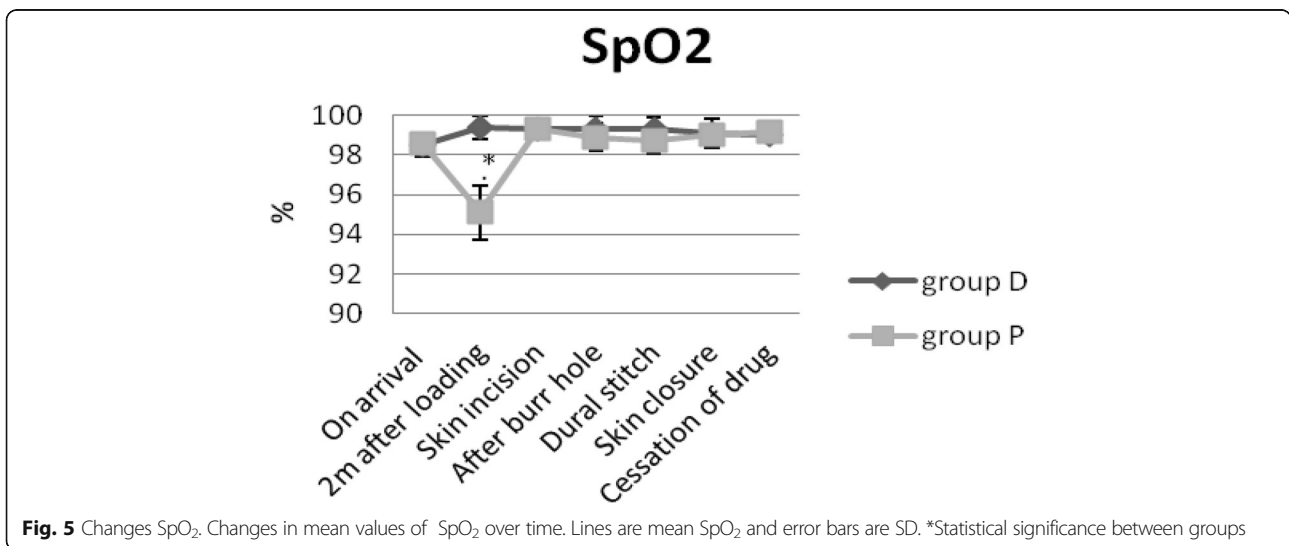 SpO2
100
98
96
94
92
90
%
*
On arrival
2m after loading
Skin incision
After burr hole
Dural stitch
Skin closure
Cessation of drug
group D
group P
Fig. 5 Changes SpO₂. Changes in mean values of SpO₂ over time. Lines are mean SpO₂ and error bars are SD. *Statistical significance between groups